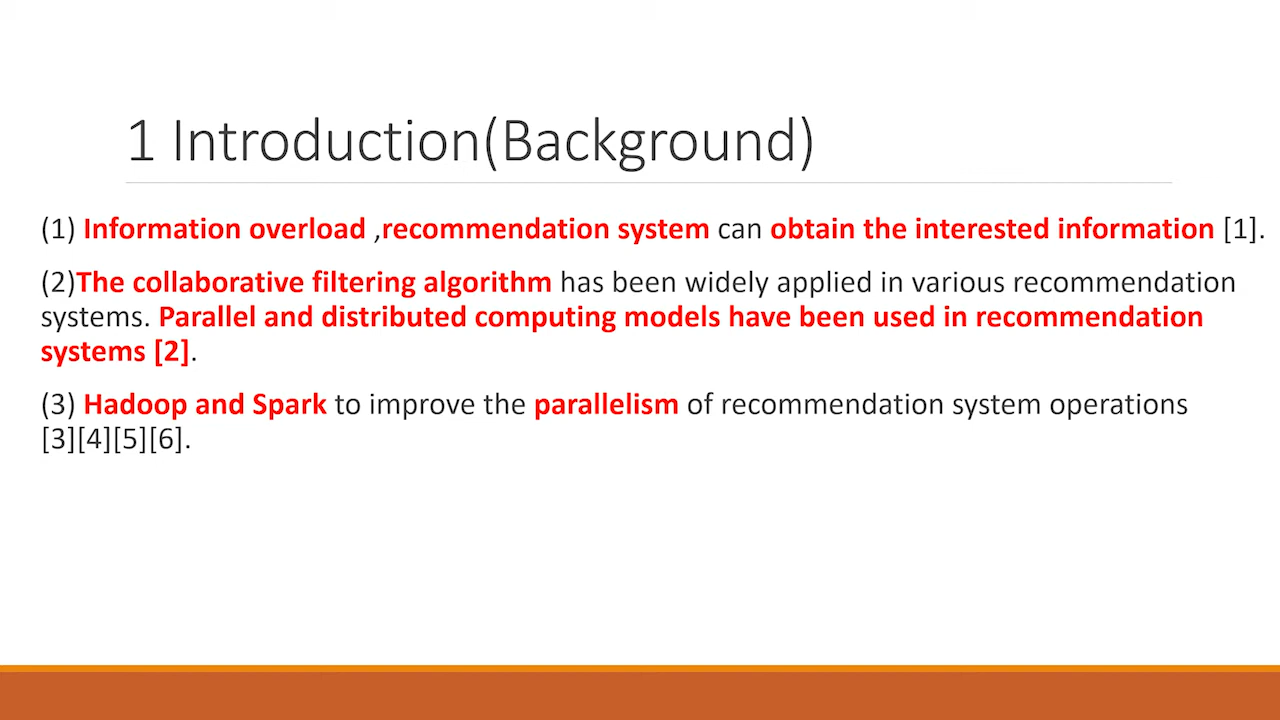 1 Introduction(Background)
(1) Information overload ,recommendation system can obtain the interested information [1].
(2)The collaborative filtering algorithm has been widely applied in various recommendation
systems. Parallel and distributed computing models have been used in recommendation
systems [2].
(3) Hadoop and Spark to improve the parallelism of recommendation system operations
[3][4][5][6].